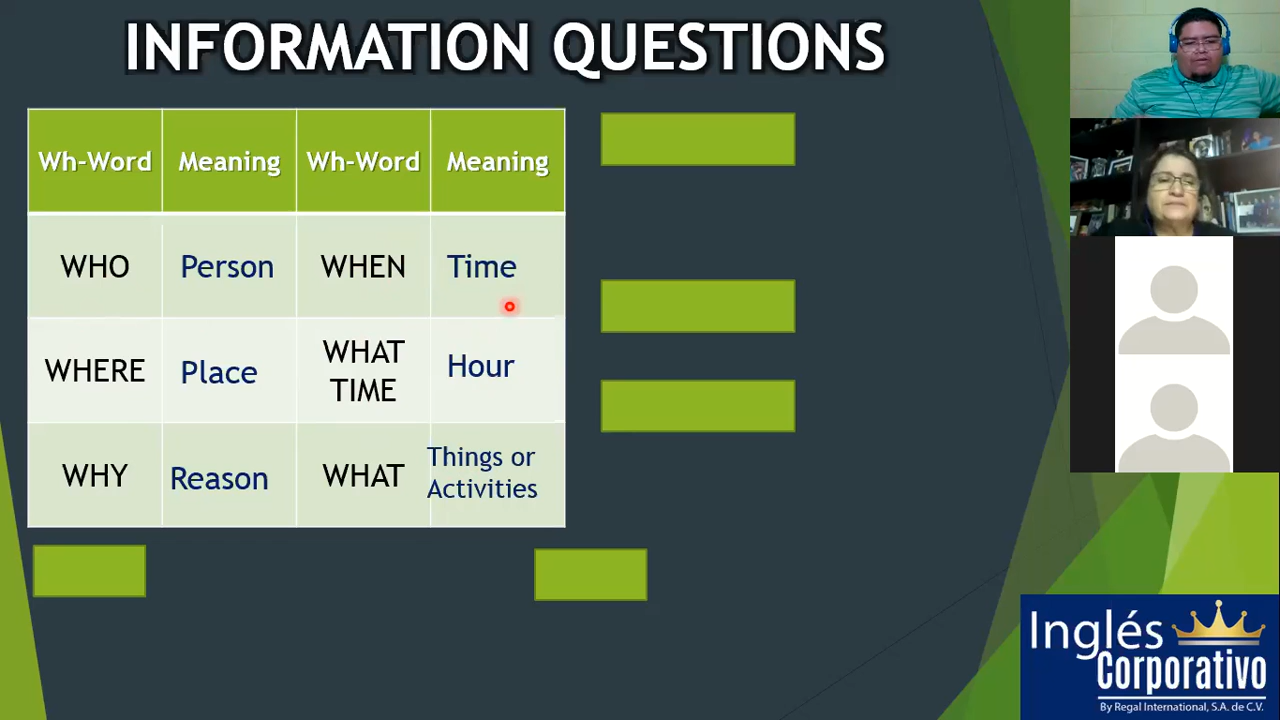 INFORMATION QUESTIONS
Wh-Word Meaning Wh-Word Meaning
WHO Person WHEN Time
WHERE Place WHAT TIME Hour
WHY Reason WHAT Things or Activities
Inglés
Corporativo
By Regal International, S.A. de C.V.